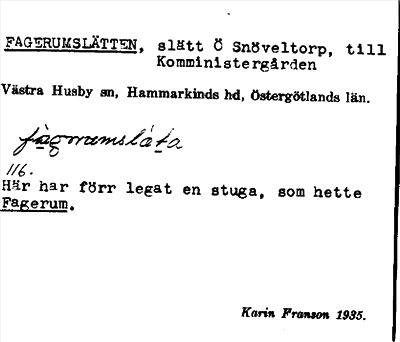 FAGERUMSLÄTTEN, slätt Ö Snöveltorp, till
Komministergården
Västra Husby sn, Hammarkinds hd, Östergötlands län.
fàgrumsláta
116.
Här har förr legat en stuga, som hette
Fagerum.
Karin Franson 1935.